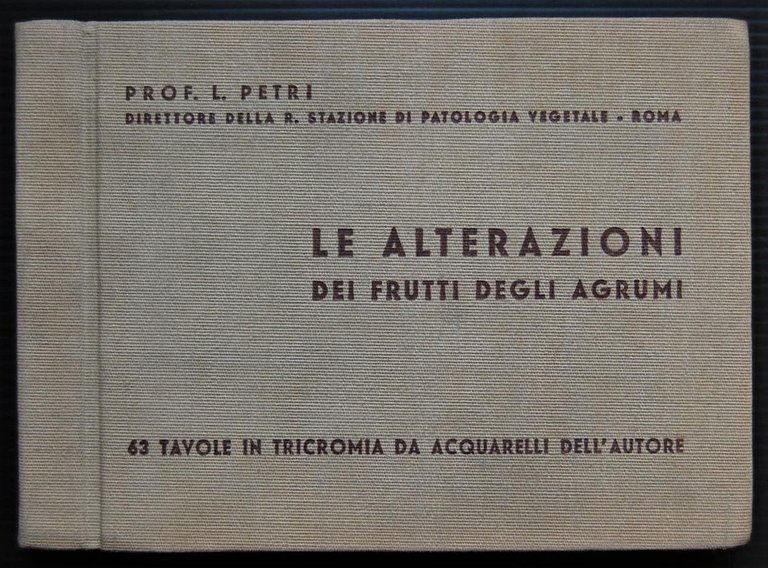 PROF. L. PETRI
DIRETTORE DELLA R. STAZIONE DI PATOLOGIA VEGETALE - ROMA
LE ALTERAZIONI
DEI FRUTTI DEGLI AGRUMI
63 TAVOLE IN TRICROMIA DA ACQUARELLI DELL'AUTORE